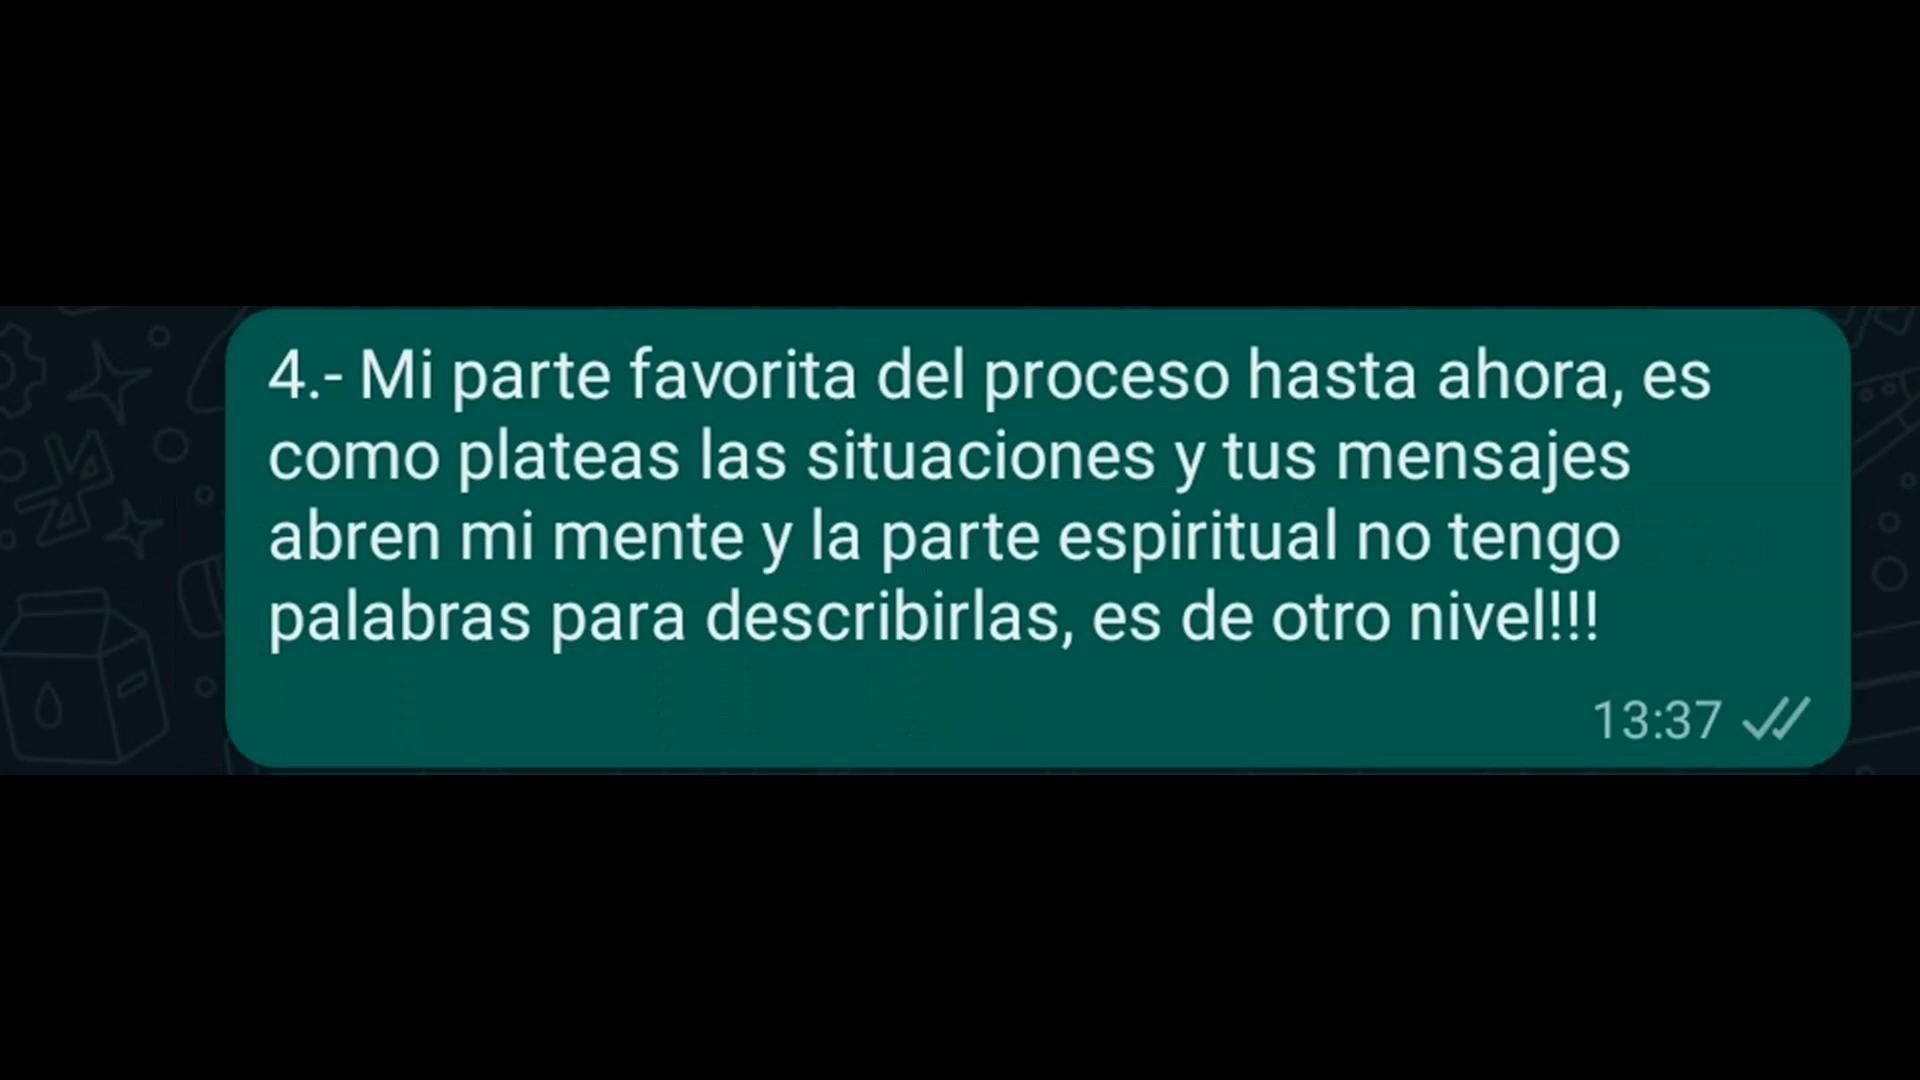 4.- Mi parte favorita del proceso hasta ahora, es
como plateas las situaciones y tus mensajes
abren mi mente y la parte espiritual no tengo
palabras para describirlas, es de otro nivel!!!
13:37